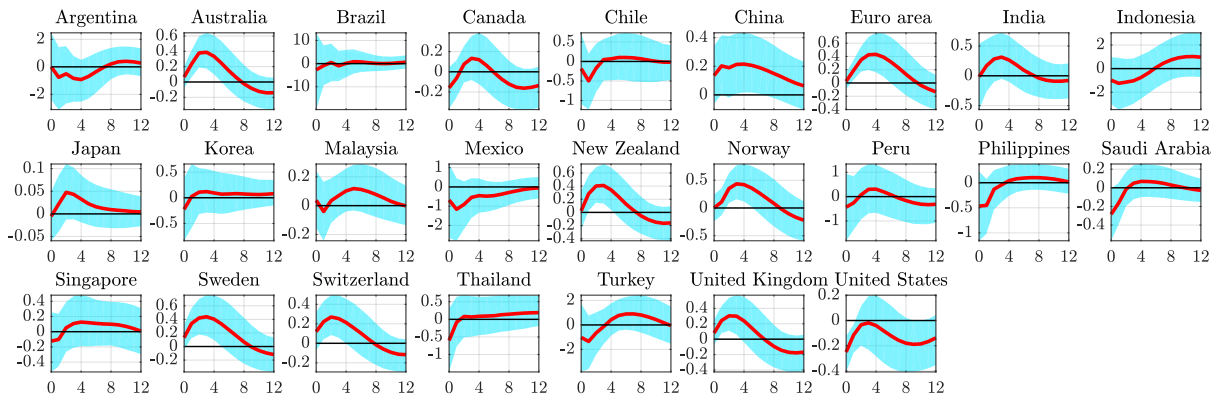 Argentina
2
0
-2
0 4 8 12
Australia
0.6
0.4
0.2
0
-0.2
0 4 8 12
Brazil
10
0
-10
0 4 8 12
Canada
0.2
0
-0.2
0 4 8 12
Chile
0.5
0
-0.5
-1
0 4 8 12
China
0.4
0.2
0
0 4 8 12
Euro area
0.6
0.4
0.2
0
-0.2
-0.4
0 4 8 12
India
0.5
0
-0.5
0 4 8 12
Indonesia
2
0
-2
0 4 8 12
Japan
0.1
0.05
0
-0.05
0 4 8 12
Korea
0.5
0
-0.5
0 4 8 12
Malaysia
0.2
0
-0.2
0 4 8 12
Mexico
1
0
-1
-2
0 4 8 12
New Zealand
0.6
0.4
0.2
0
-0.2
-0.4
0 4 8 12
Norway
0.5
0
-0.5
0 4 8 12
Peru
1
0
-1
0 4 8 12
Philippines
0
-0.5
-1
0 4 8 12
Saudi Arabia
0.2
0
-0.2
-0.4
0 4 8 12
Singapore
0.4
0.2
0
-0.2
-0.4
0 4 8 12
Sweden
0.6
0.4
0.2
0
-0.2
0 4 8 12
Switzerland
0.4
0.2
0
-0.2
0 4 8 12
Thailand
0.5
0
-0.5
-1
0 4 8 12
Turkey
2
0
-2
0 4 8 12
United Kingdom
0.4
0.2
0
-0.2
-0.4
0 4 8 12
United States
0.2
0
-0.2
-0.4
0 4 8 12